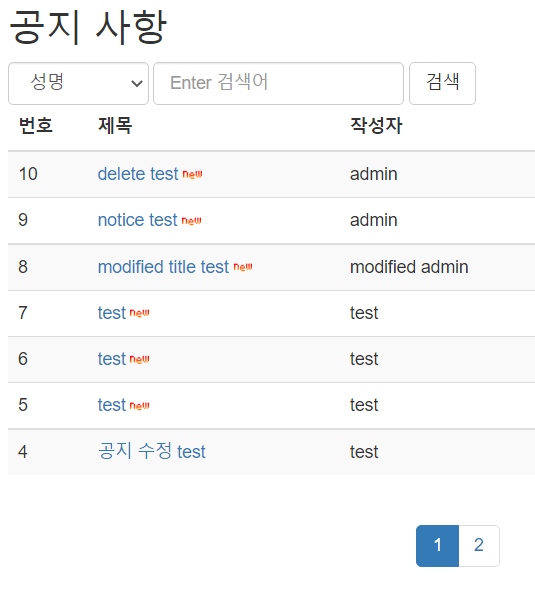 공지 사항
성명 Enter 검색어 검색
번호 제목 작성자
10 delete test new admin
9 notice test new admin
8 modified title test new modified admin
7 test new test
6 test new test
5 test new test
4 공지 수정 test test
1 2